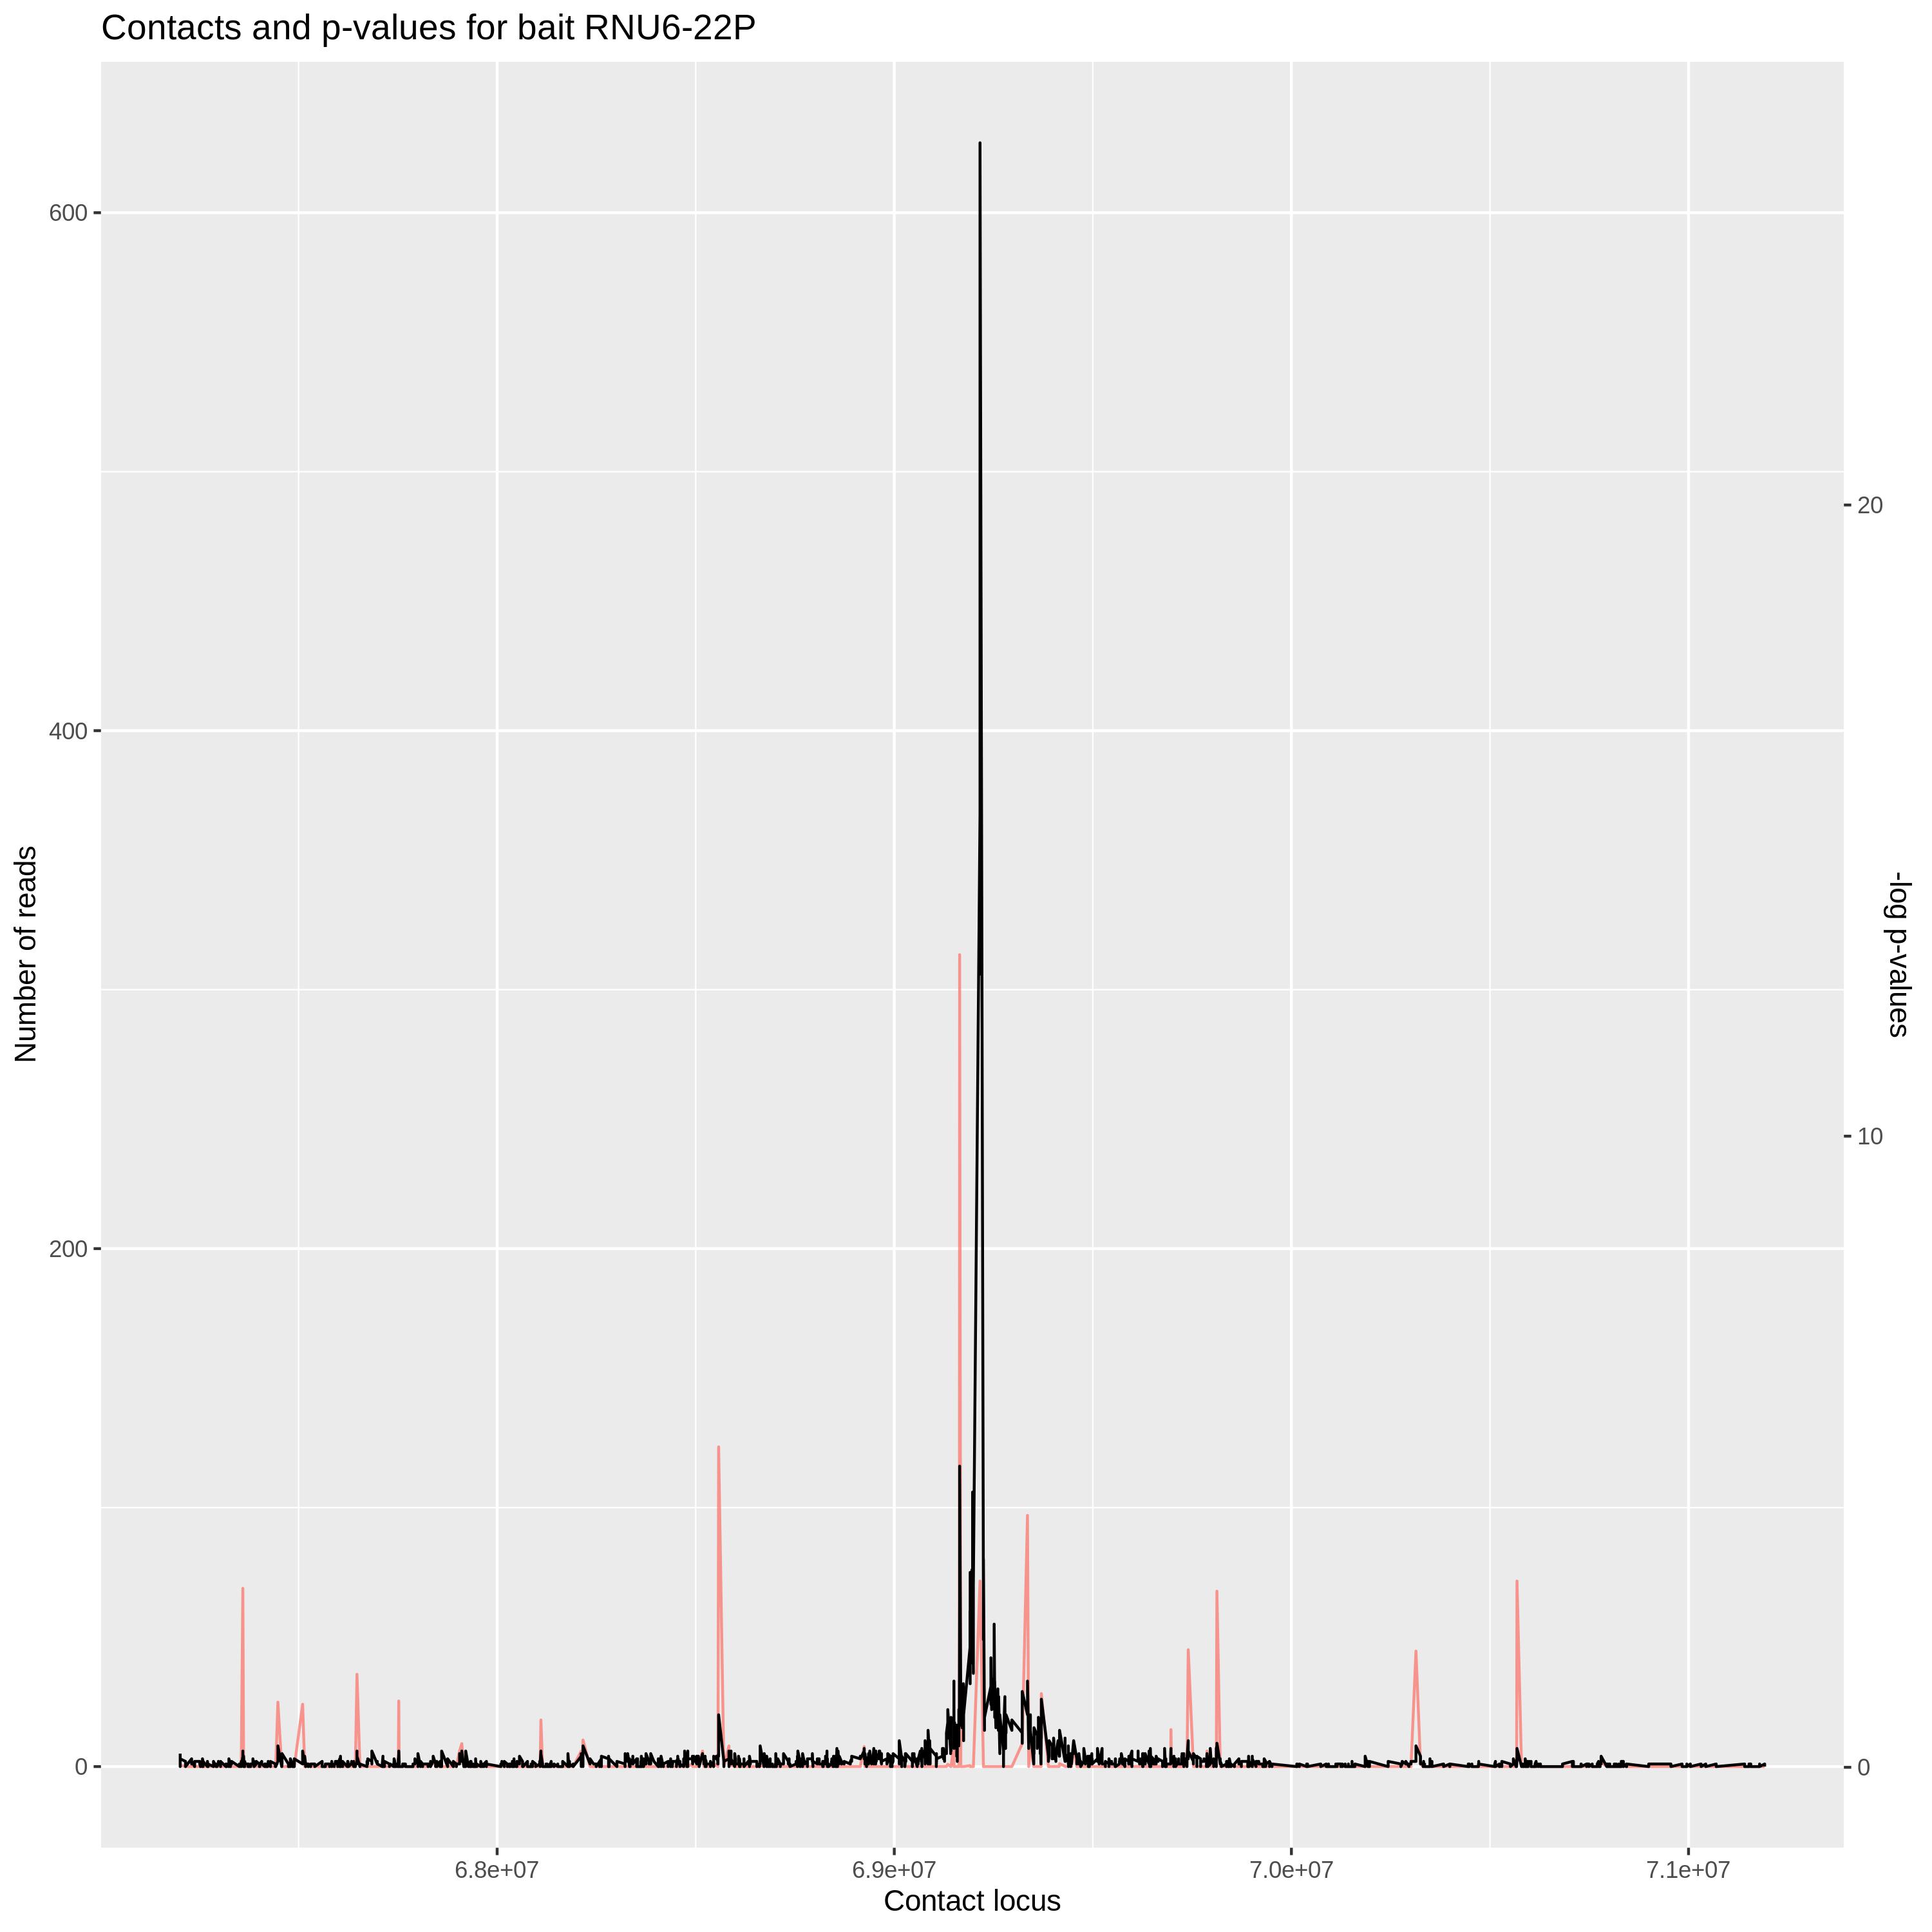 Contacts and p-values for bait RNU6-22P
600
400
200
0
Number of reads
20
10
0
-log p-values
6.8e+07
6.9e+07
7.0e+07
7.1e+07
Contact locus